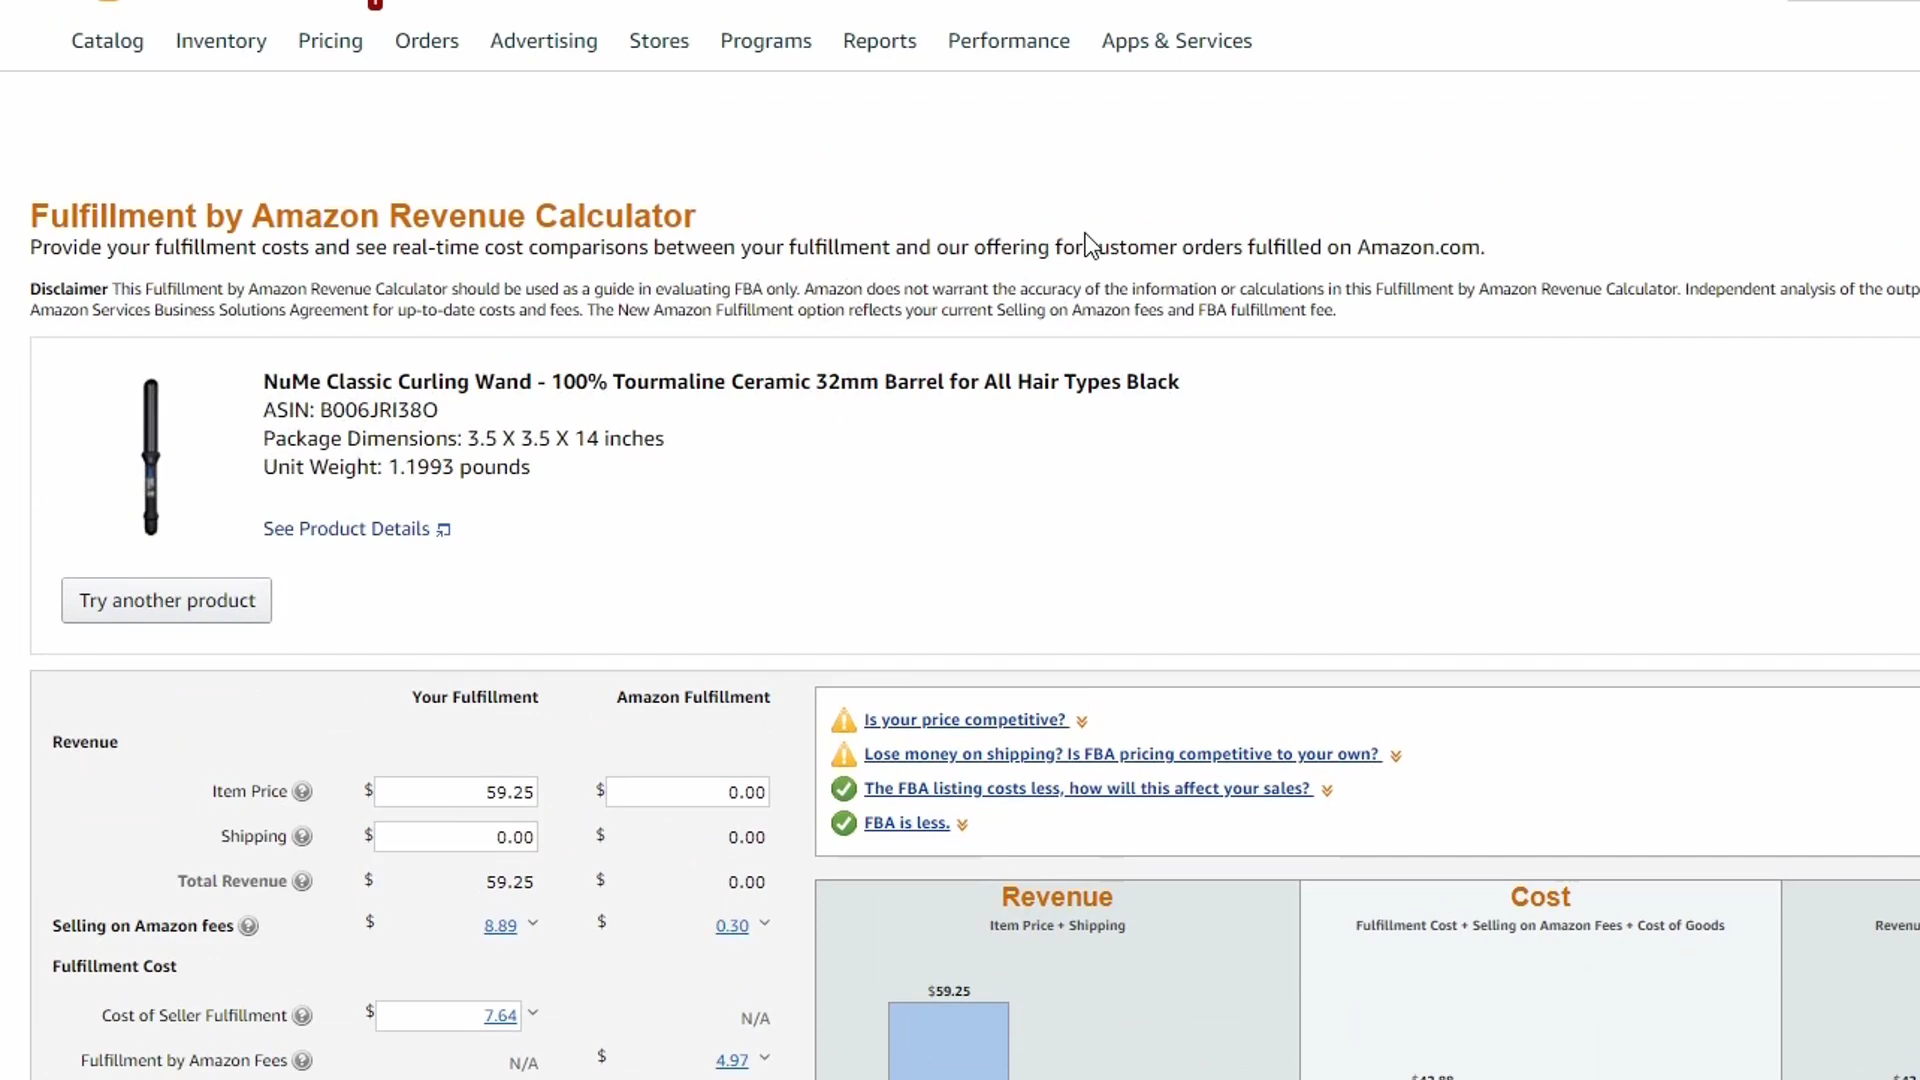 Catalog Inventory Pricing Orders Advertising Stores Programs Reports Performance Apps & Services
Fulfillment by Amazon Revenue Calculator
Provide your fulfillment costs and see real-time cost comparisons between your fulfillment and our offering for customer orders fulfilled on Amazon.com.
Disclaimer This Fulfillment by Amazon Revenue Calculator should be used as a guide in evaluating FBA only. Amazon does not warrant the accuracy of the information or calculations in this Fulfillment by Amazon Revenue Calculator. Independent analysis of the outp
Amazon Services Business Solutions Agreement for up-to-date costs and fees. The New Amazon Fulfillment option reflects your current Selling on Amazon fees and FBA fulfillment fee.
NuMe Classic Curling Wand - 100% Tourmaline Ceramic 32mm Barrel for All Hair Types Black
ASIN: B006JRI38O
Package Dimensions: 3.5 X 3.5 X 14 inches
Unit Weight: 1.1993 pounds
See Product Details
Try another product
Your Fulfillment Amazon Fulfillment
Revenue
Item Price $ 59.25 $ 0.00
Shipping $ 0.00 $ 0.00
Total Revenue $ 59.25 $ 0.00
Selling on Amazon fees $ 8.89 $ 0.30
Fulfillment Cost
Cost of Seller Fulfillment $ 7.64 N/A
Fulfillment by Amazon Fees N/A $ 4.97
Is your price competitive?
Lose money on shipping? Is FBA pricing competitive to your own?
The FBA listing costs less, how will this affect your sales?
FBA is less.
Revenue
Item Price + Shipping
$59.25
Cost
Fulfillment Cost + Selling on Amazon Fees + Cost of Goods
Revenu